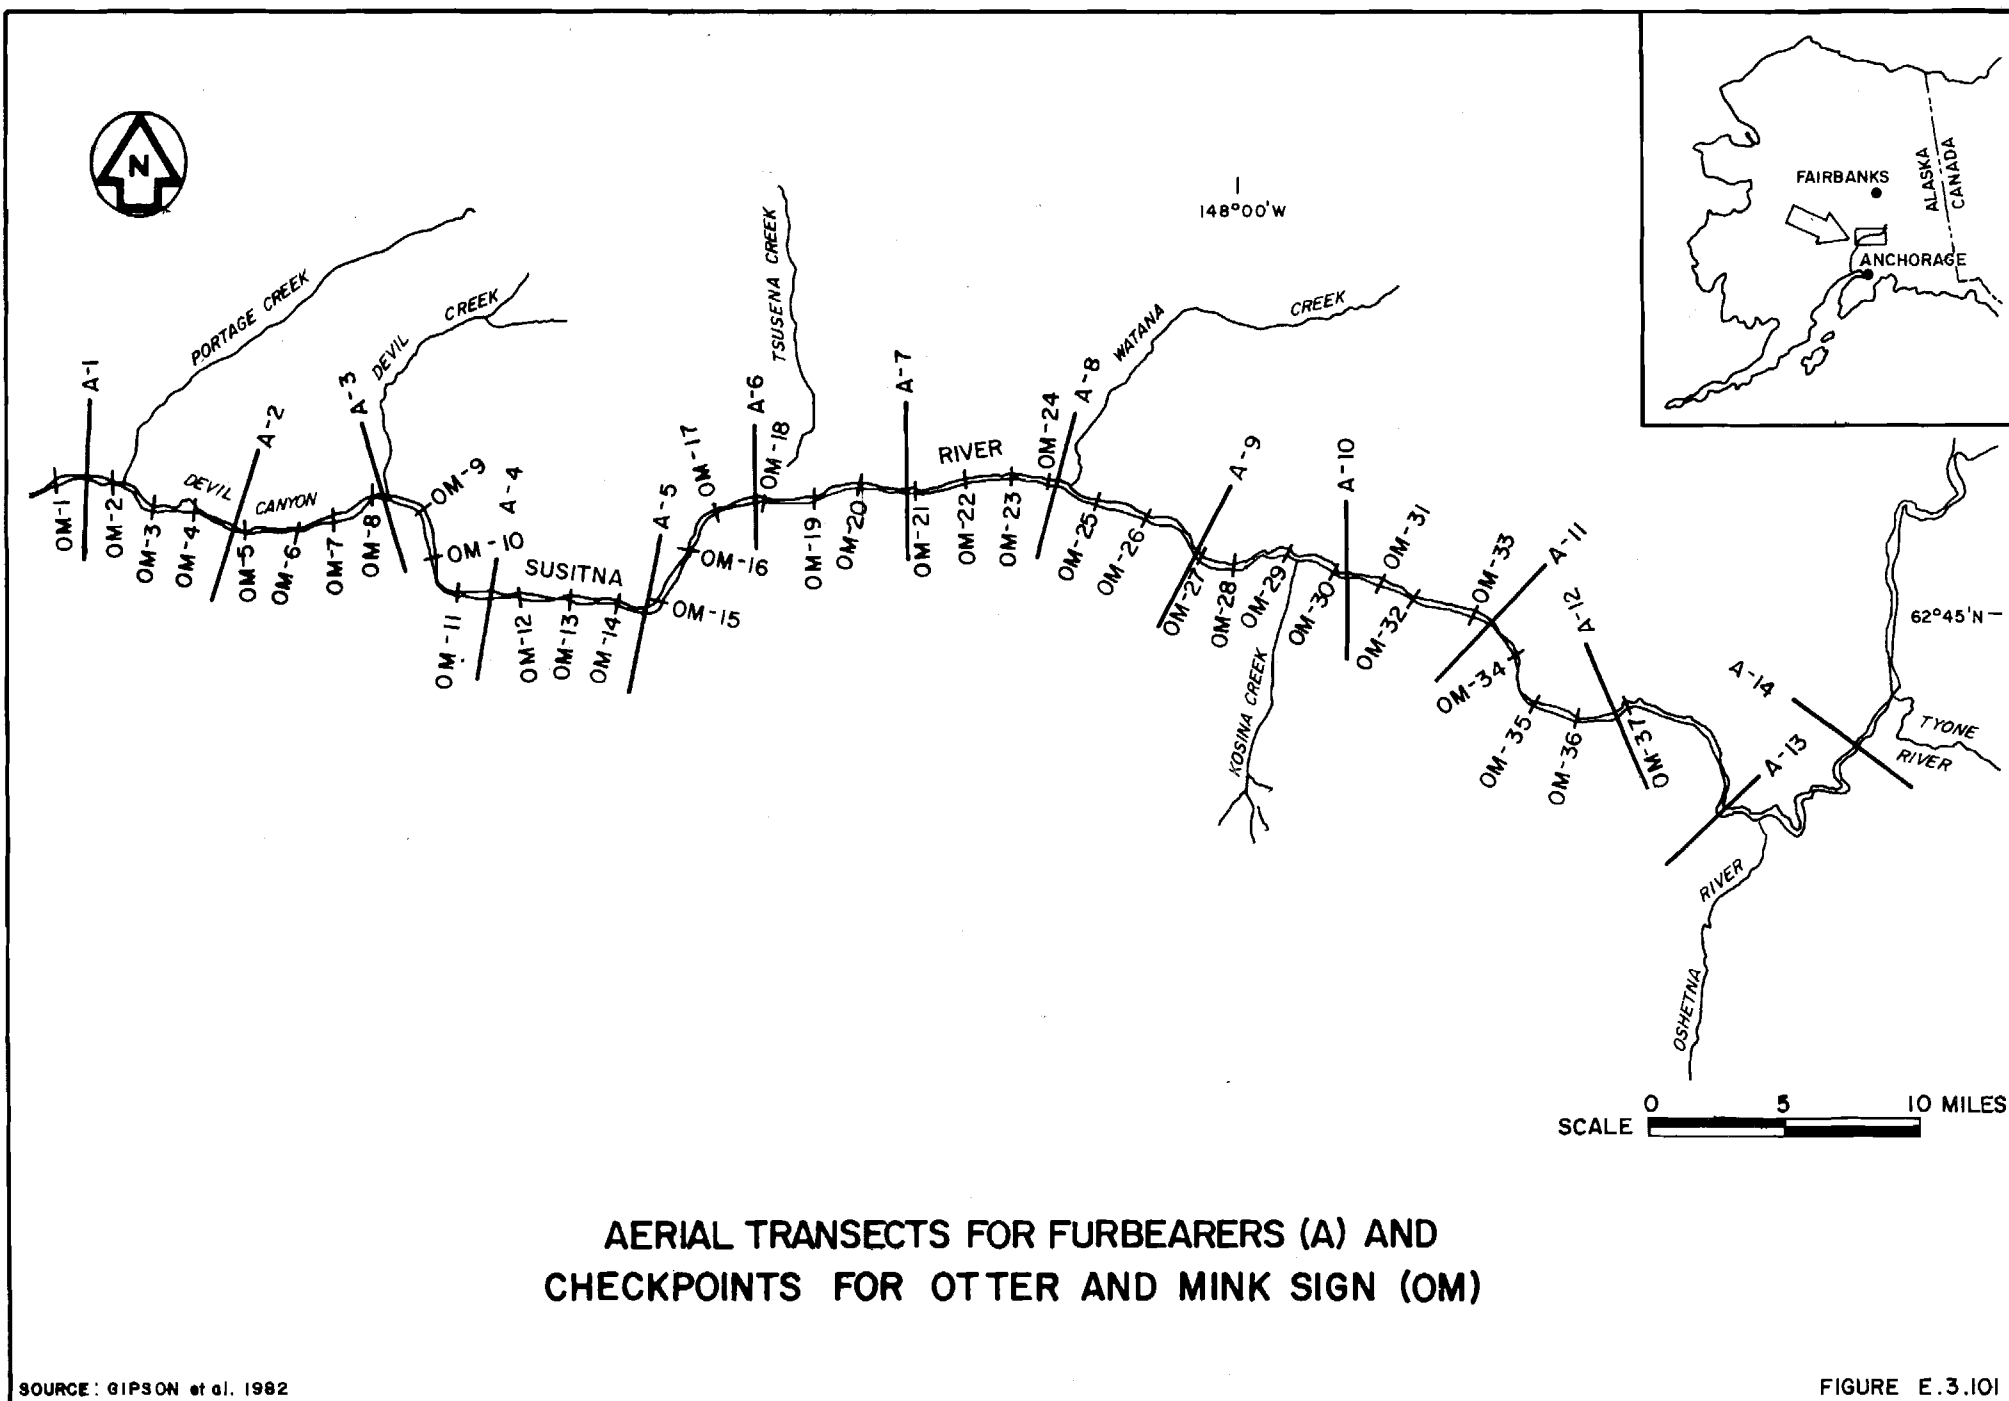 N
148°00'W
FAIRBANKS
ALASKA
CANADA
ANCHORAGE
PORTAGE CREEK
DEVIL
CREEK
TSUSENA CREEK
WATANA
CREEK
A-1
A-2
A-3
A-4
A-5
A-6
A-7
A-8
A-9
A-10
A-11
A-12
A-13
A-14
DEVIL
CANYON
SUSITNA
RIVER
OM-1
OM-2
OM-3
OM-4
OM-5
OM-6
OM-7
OM-8
OM-9
OM-10
OM-11
OM-12
OM-13
OM-14
OM-15
OM-16
OM-17
OM-18
OM-19
OM-20
OM-21
OM-22
OM-23
OM-24
OM-25
OM-26
OM-27
OM-28
OM-29
OM-30
OM-31
OM-32
OM-33
OM-34
OM-35
OM-36
OM-37
KOSINA CREEK
62°45'N
TYONE
RIVER
OSHETNA
RIVER
SCALE
0 5 10 MILES
AERIAL TRANSECTS FOR FURBEARERS (A) AND
CHECKPOINTS FOR OTTER AND MINK SIGN (OM)
SOURCE: GIPSON et al. 1982
FIGURE E.3.101